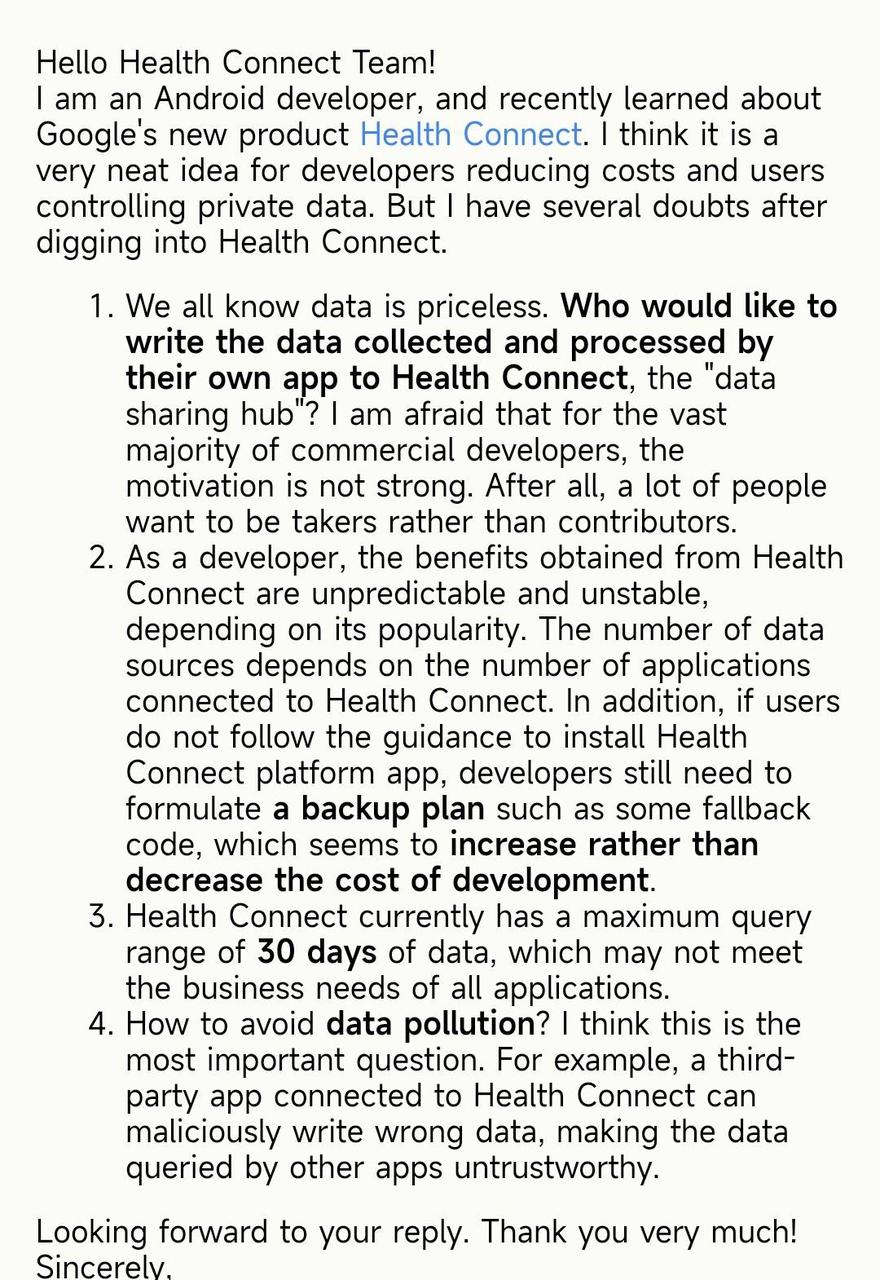 Hello Health Connect Team!
I am an Android developer, and recently learned about
Google's new product Health Connect. I think it is a
very neat idea for developers reducing costs and users
controlling private data. But I have several doubts after
digging into Health Connect.
1. We all know data is priceless. Who would like to
write the data collected and processed by
their own app to Health Connect, the "data
sharing hub"? I am afraid that for the vast
majority of commercial developers, the
motivation is not strong. After all, a lot of people
want to be takers rather than contributors.
2. As a developer, the benefits obtained from Health
Connect are unpredictable and unstable,
depending on its popularity. The number of data
sources depends on the number of applications
connected to Health Connect. In addition, if users
do not follow the guidance to install Health
Connect platform app, developers still need to
formulate a backup plan such as some fallback
code, which seems to increase rather than
decrease the cost of development.
3. Health Connect currently has a maximum query
range of 30 days of data, which may not meet
the business needs of all applications.
4. How to avoid data pollution? I think this is the
most important question. For example, a third-
party app connected to Health Connect can
maliciously write wrong data, making the data
queried by other apps untrustworthy.
Looking forward to your reply. Thank you very much!
Sincerely,